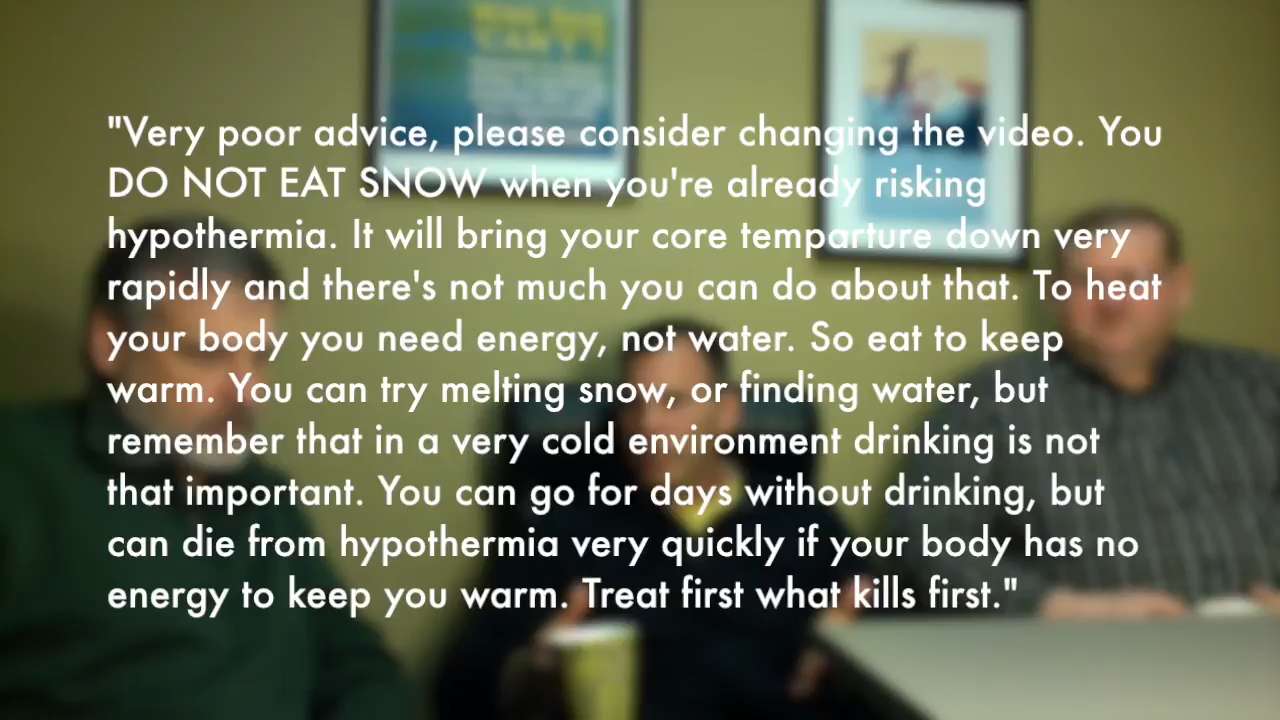 "Very poor advice, please consider changing the video. You
DO NOT EAT SNOW when you're already risking
hypothermia. It will bring your core temparture down very
rapidly and there's not much you can do about that. To heat
your body you need energy, not water. So eat to keep
warm. You can try melting snow, or finding water, but
remember that in a very cold environment drinking is not
that important. You can go for days without drinking, but
can die from hypothermia very quickly if your body has no
energy to keep you warm. Treat first what kills first."